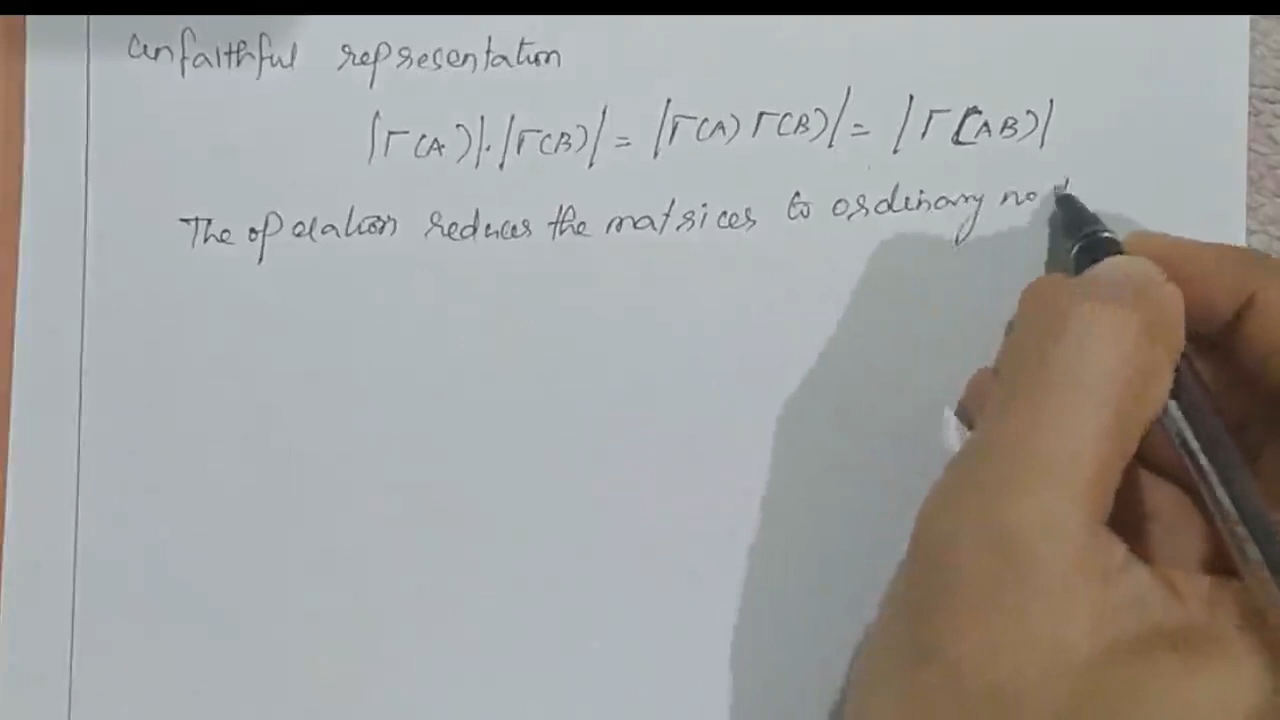 unfaithful representation
|Γ(A)|.|Γ(B)| = |Γ(A) Γ(B)| = |Γ(AB)|
The operation reduces the matrices to ordinary no